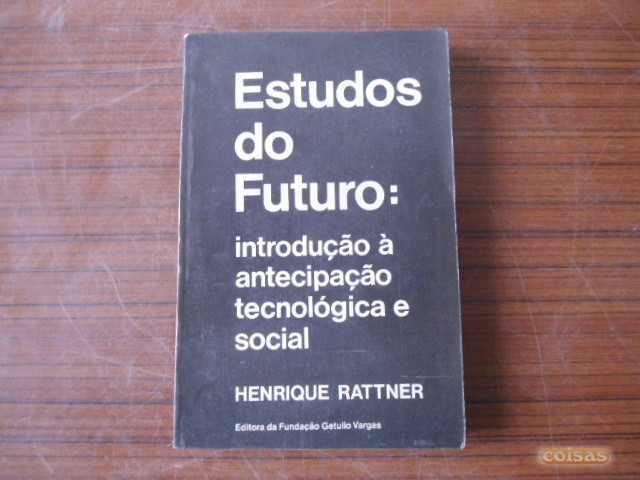 Estudos
do
Futuro:
introdução à
antecipação
tecnológica e
social
HENRIQUE RATTNER
Editora da Fundação Getulio Vargas
coisas